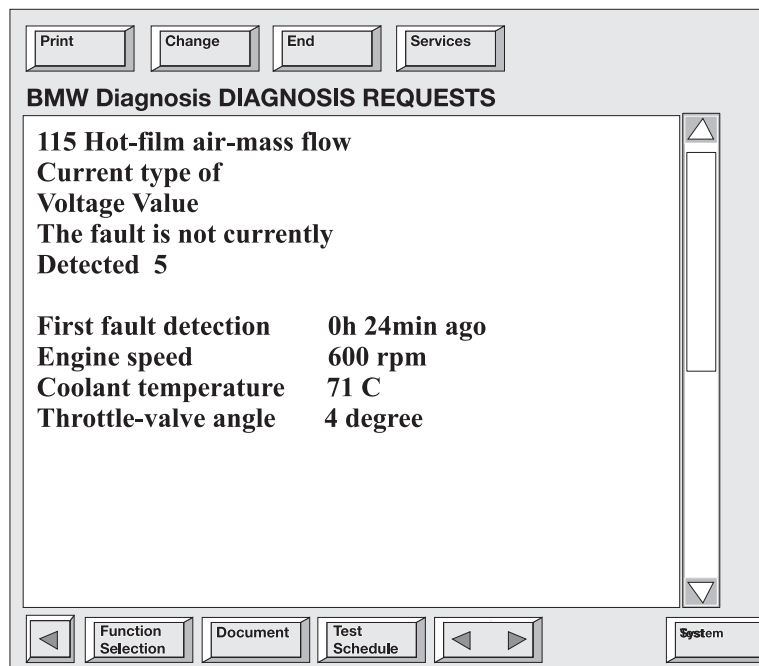 Print Change End Services
BMW Diagnosis DIAGNOSIS REQUESTS
115 Hot-film air-mass flow
Current type of
Voltage Value
The fault is not currently
Detected 5
First fault detection 0h 24min ago
Engine speed 600 rpm
Coolant temperature 71 C
Throttle-valve angle 4 degree
Function Selection Document Test Schedule